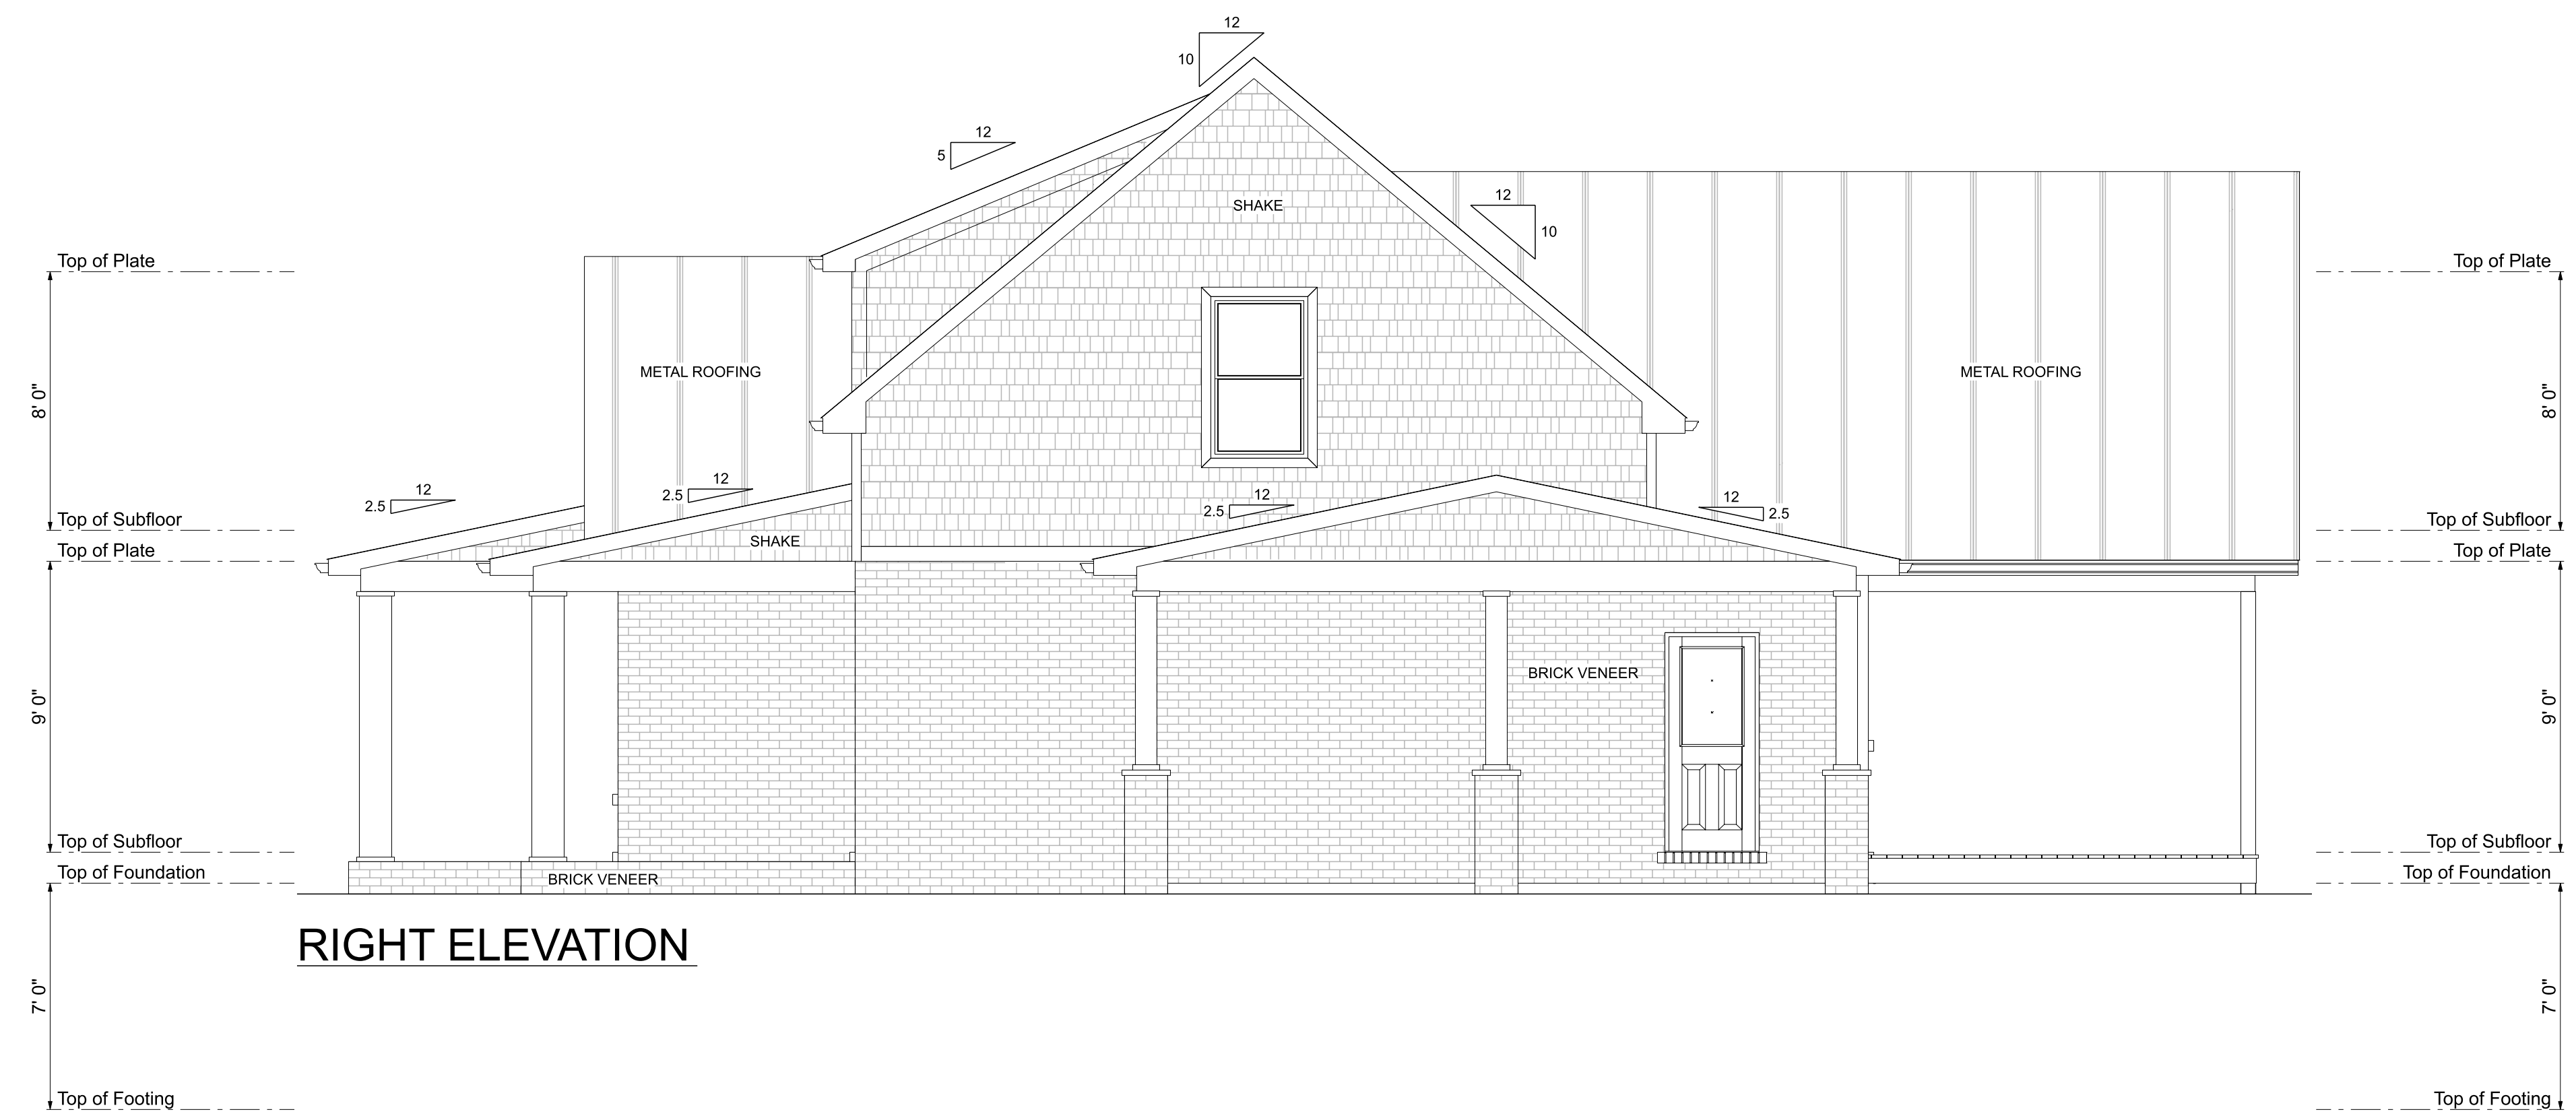 12
10
12
5
SHAKE
12
10
Top of Plate
Top of Plate
METAL ROOFING
METAL ROOFING
8' 0"
8' 0"
12
2.5
12
2.5
12
2.5
12
2.5
Top of Subfloor
Top of Subfloor
SHAKE
Top of Plate
Top of Plate
BRICK VENEER
9' 0"
9' 0"
Top of Subfloor
Top of Subfloor
Top of Foundation
BRICK VENEER
Top of Foundation
RIGHT ELEVATION
7' 0"
7' 0"
Top of Footing
Top of Footing